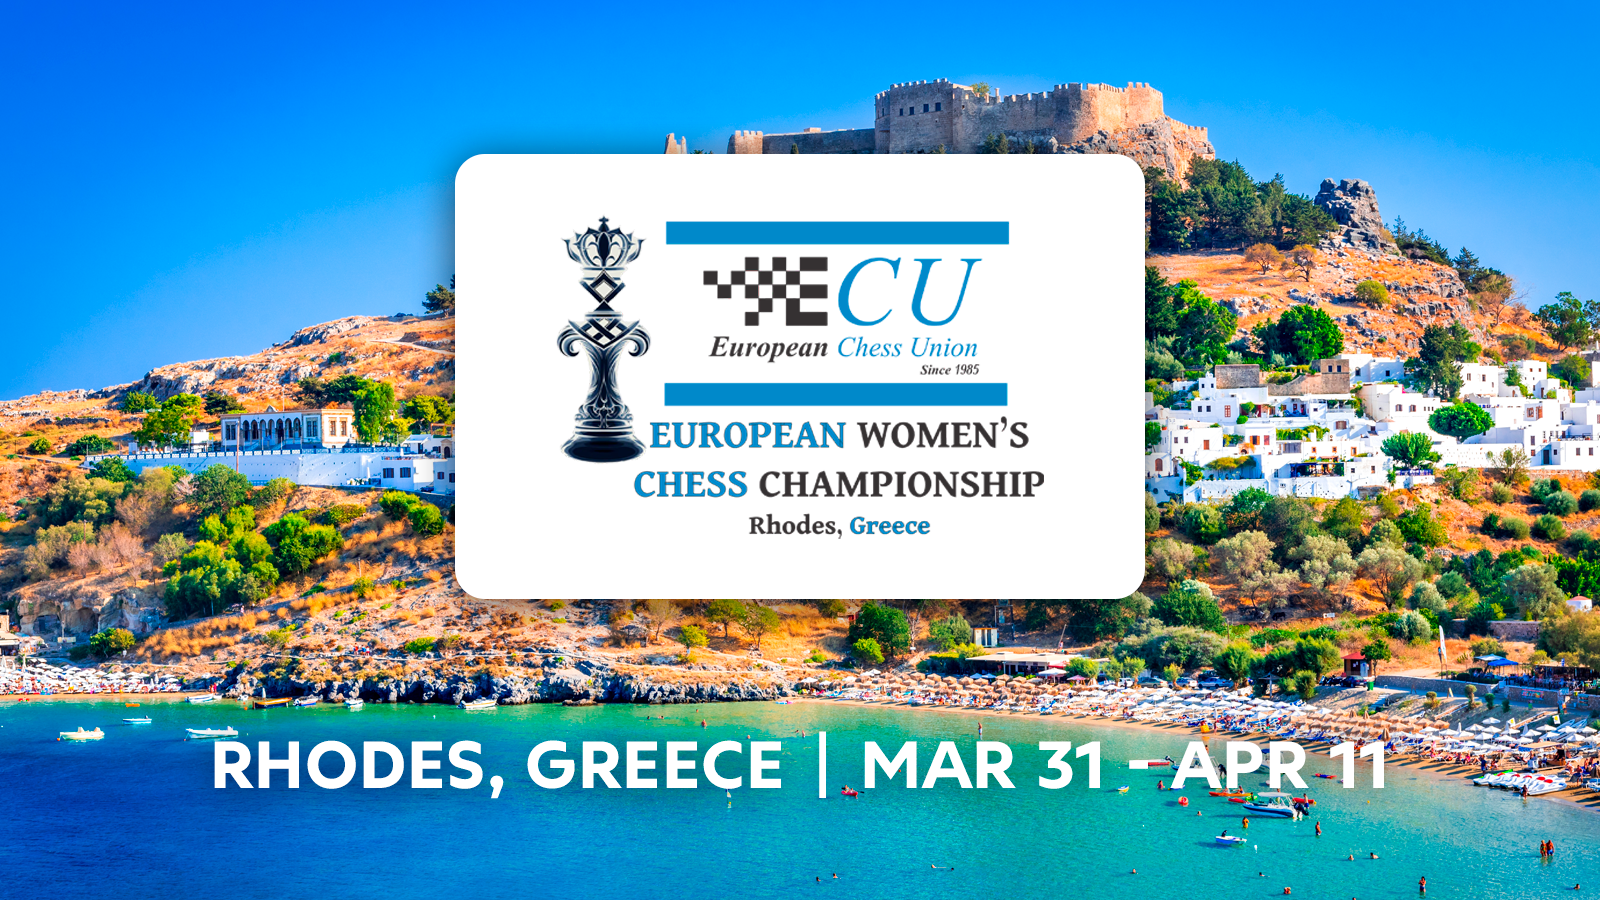 ECU
European Chess Union
Since 1985
EUROPEAN WOMEN'S
CHESS CHAMPIONSHIP
Rhodes, Greece
RHODES, GREECE | MAR 31 - APR 11